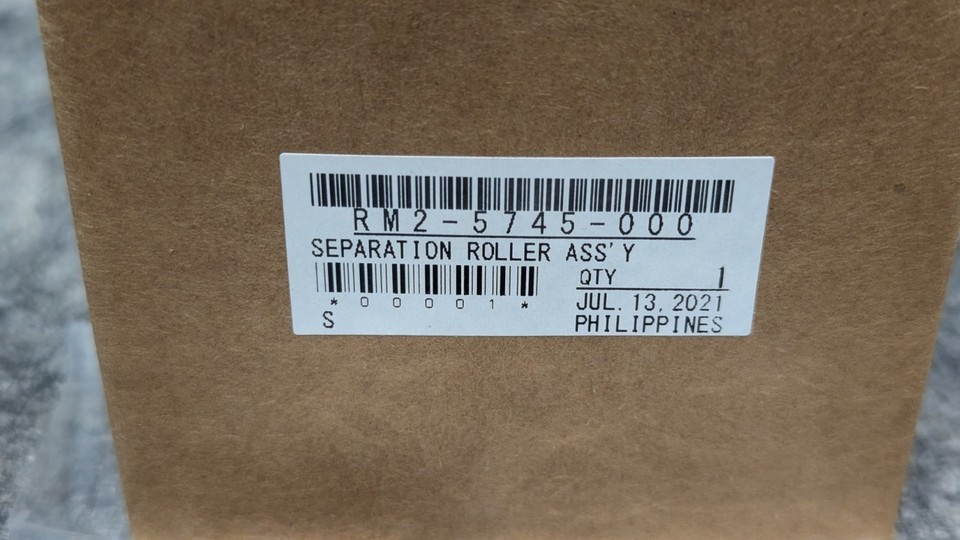 RM2-5745-000
SEPARATION ROLLER ASS'Y
QTY 1
*00001*
JUL. 13, 2021
S
PHILIPPINES